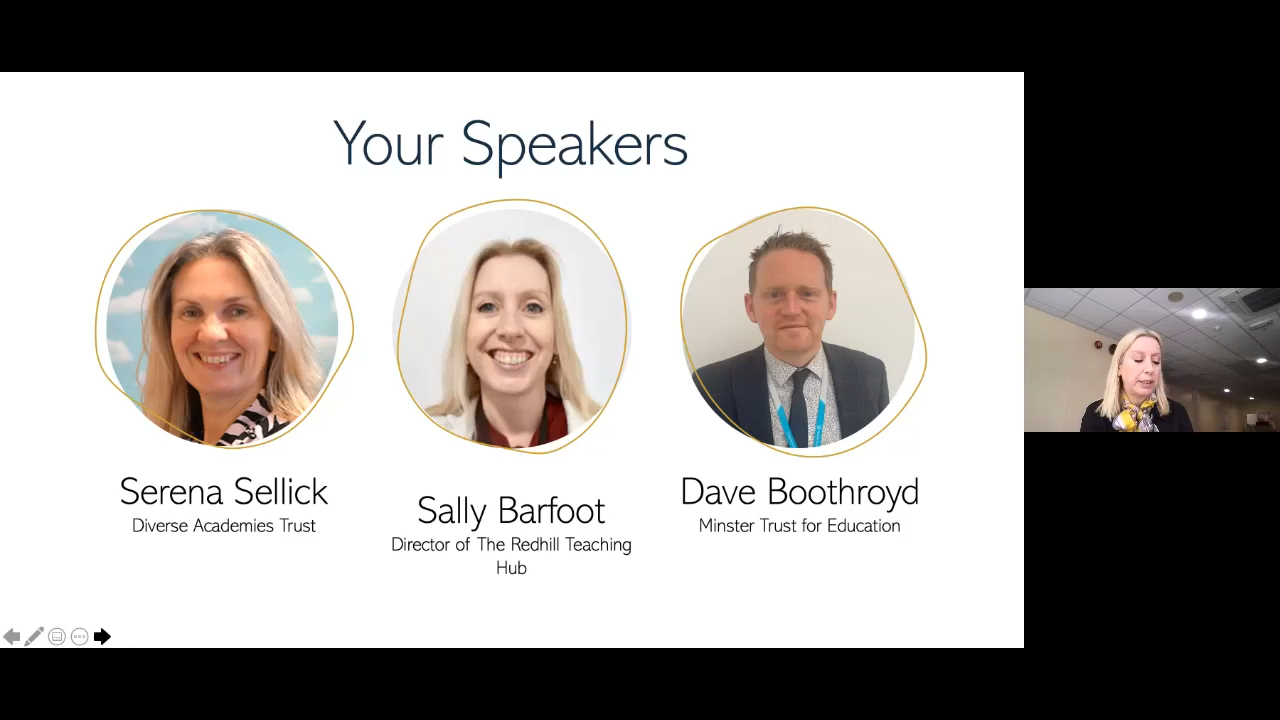 Your Speakers
Serena Sellick
Diverse Academies Trust
Sally Barfoot
Director of The Redhill Teaching
Hub
Dave Boothroyd
Minster Trust for Education